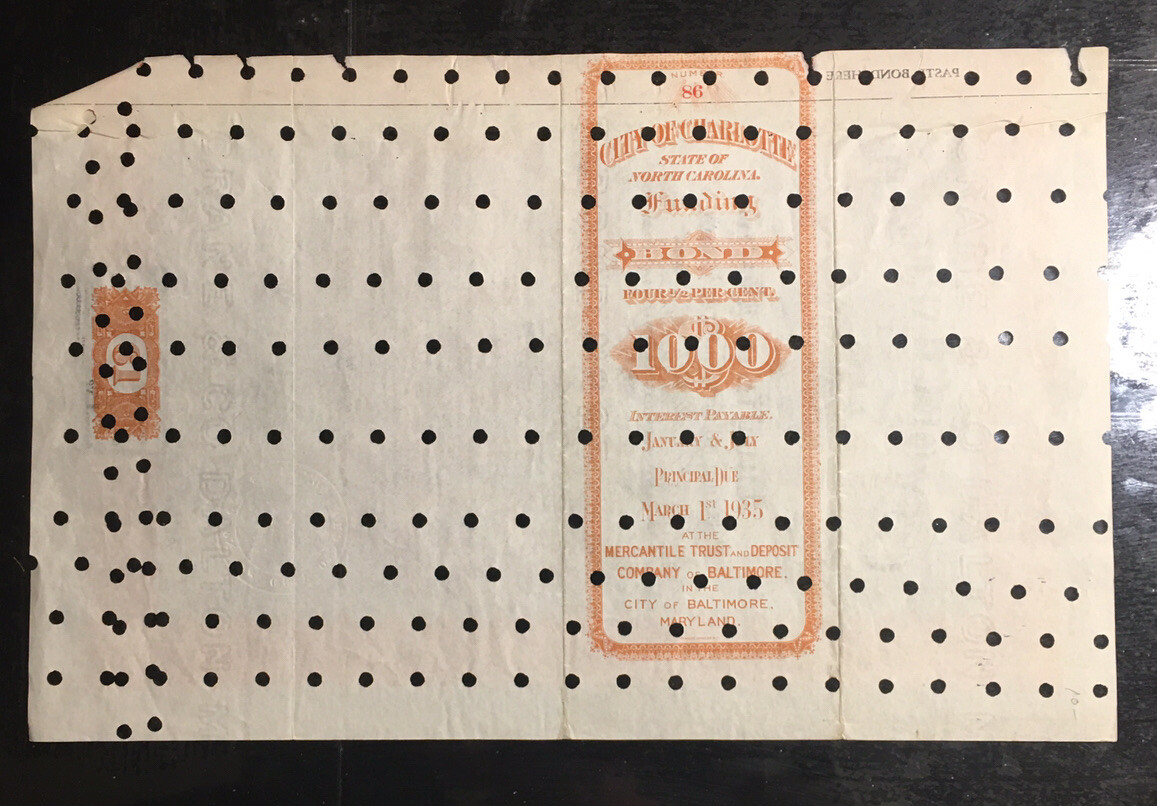 NUMBER
86
CITY OF CHARLOTTE
STATE OF
NORTH CAROLINA.
Funding
BOND
FOUR ½ PER CENT.
$1000
INTEREST PAYABLE.
JANUARY & JULY
PRINCIPAL DUE
MARCH 1ST 1935
AT THE
MERCANTILE TRUST AND DEPOSIT
COMPANY OF BALTIMORE,
IN THE
CITY OF BALTIMORE,
MARYLAND.
PASTE BOND HERE